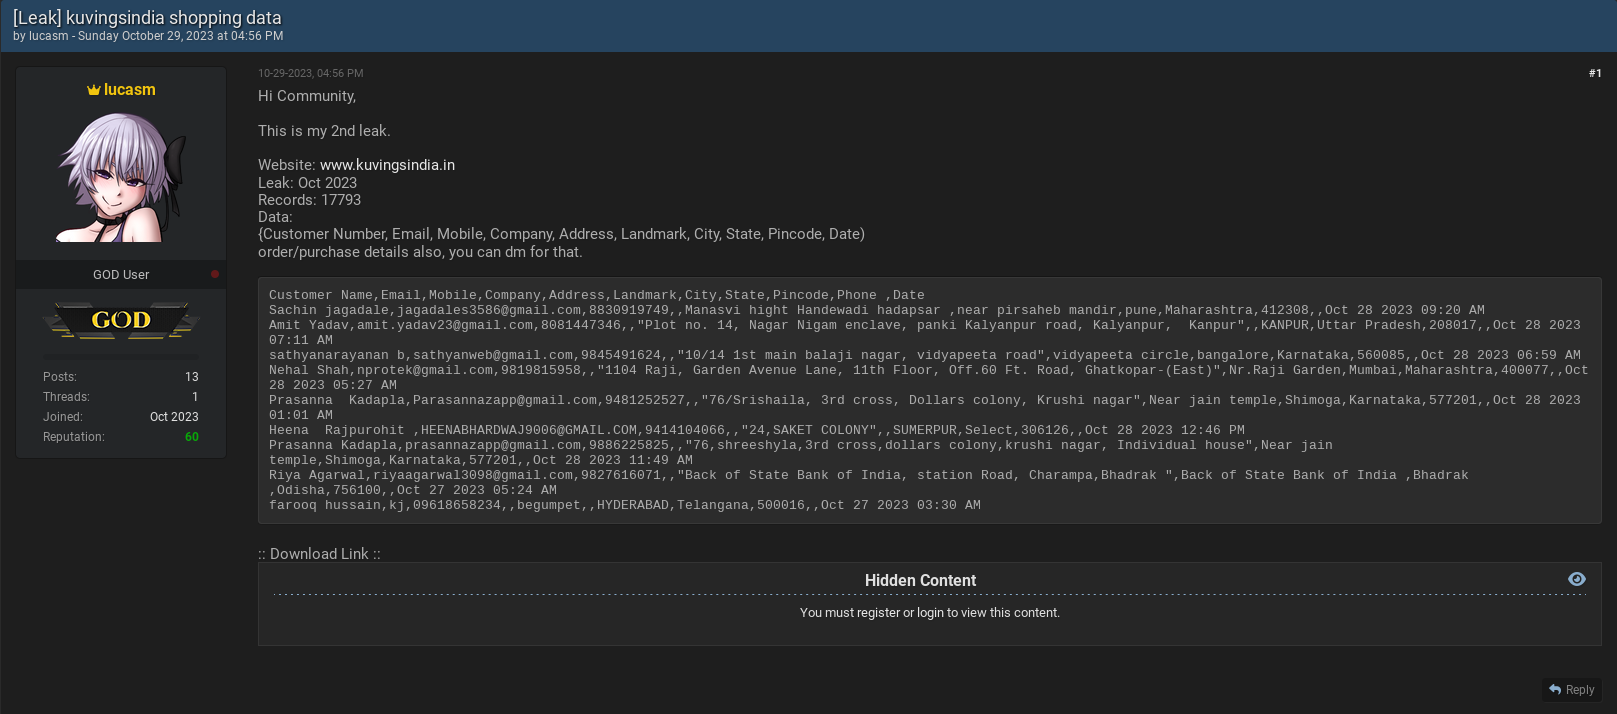 [Leak] kuvingsindia shopping data
by lucasm - Sunday October 29, 2023 at 04:56 PM
lucasm
GOD User
GOD
Posts: 13
Threads: 1
Joined: Oct 2023
Reputation: 60
10-29-2023, 04:56 PM
#1
Hi Community,
This is my 2nd leak.
Website: www.kuvingsindia.in
Leak: Oct 2023
Records: 17793
Data:
{Customer Number, Email, Mobile, Company, Address, Landmark, City, State, Pincode, Date)
order/purchase details also, you can dm for that.
Customer Name,Email,Mobile,Company,Address,Landmark,City,State,Pincode,Phone ,Date
Sachin jagadale,jagadales3586@gmail.com,8830919749,,Manasvi hight Handewadi hadapsar ,near pirsaheb mandir,pune,Maharashtra,412308,,Oct 28 2023 09:20 AM
Amit Yadav,amit.yadav23@gmail.com,8081447346,,"Plot no. 14, Nagar Nigam enclave, panki Kalyanpur road, Kalyanpur,  Kanpur",,KANPUR,Uttar Pradesh,208017,,Oct 28 2023
07:11 AM
sathyanarayanan b,sathyanweb@gmail.com,9845491624,,"10/14 1st main balaji nagar, vidyapeeta road",vidyapeeta circle,bangalore,Karnataka,560085,,Oct 28 2023 06:59 AM
Nehal Shah,nprotek@gmail.com,9819815958,,"1104 Raji, Garden Avenue Lane, 11th Floor, Off.60 Ft. Road, Ghatkopar-(East)",Nr.Raji Garden,Mumbai,Maharashtra,400077,,Oct
28 2023 05:27 AM
Prasanna  Kadapla,Parasannazapp@gmail.com,9481252527,,"76/Srishaila, 3rd cross, Dollars colony, Krushi nagar",Near jain temple,Shimoga,Karnataka,577201,,Oct 28 2023
01:01 AM
Heena  Rajpurohit ,HEENABHARDWAJ9006@GMAIL.COM,9414104066,,"24,SAKET COLONY",,SUMERPUR,Select,306126,,Oct 28 2023 12:46 PM
Prasanna Kadapla,prasannazapp@gmail.com,9886225825,,"76,shreeshyla,3rd cross,dollars colony,krushi nagar, Individual house",Near jain
temple,Shimoga,Karnataka,577201,,Oct 28 2023 11:49 AM
Riya Agarwal,riyaagarwal3098@gmail.com,9827616071,,"Back of State Bank of India, station Road, Charampa,Bhadrak ",Back of State Bank of India ,Bhadrak
,Odisha,756100,,Oct 27 2023 05:24 AM
farooq hussain,kj,09618658234,,begumpet,,HYDERABAD,Telangana,500016,,Oct 27 2023 03:30 AM
:: Download Link ::
Hidden Content
You must register or login to view this content.
Reply